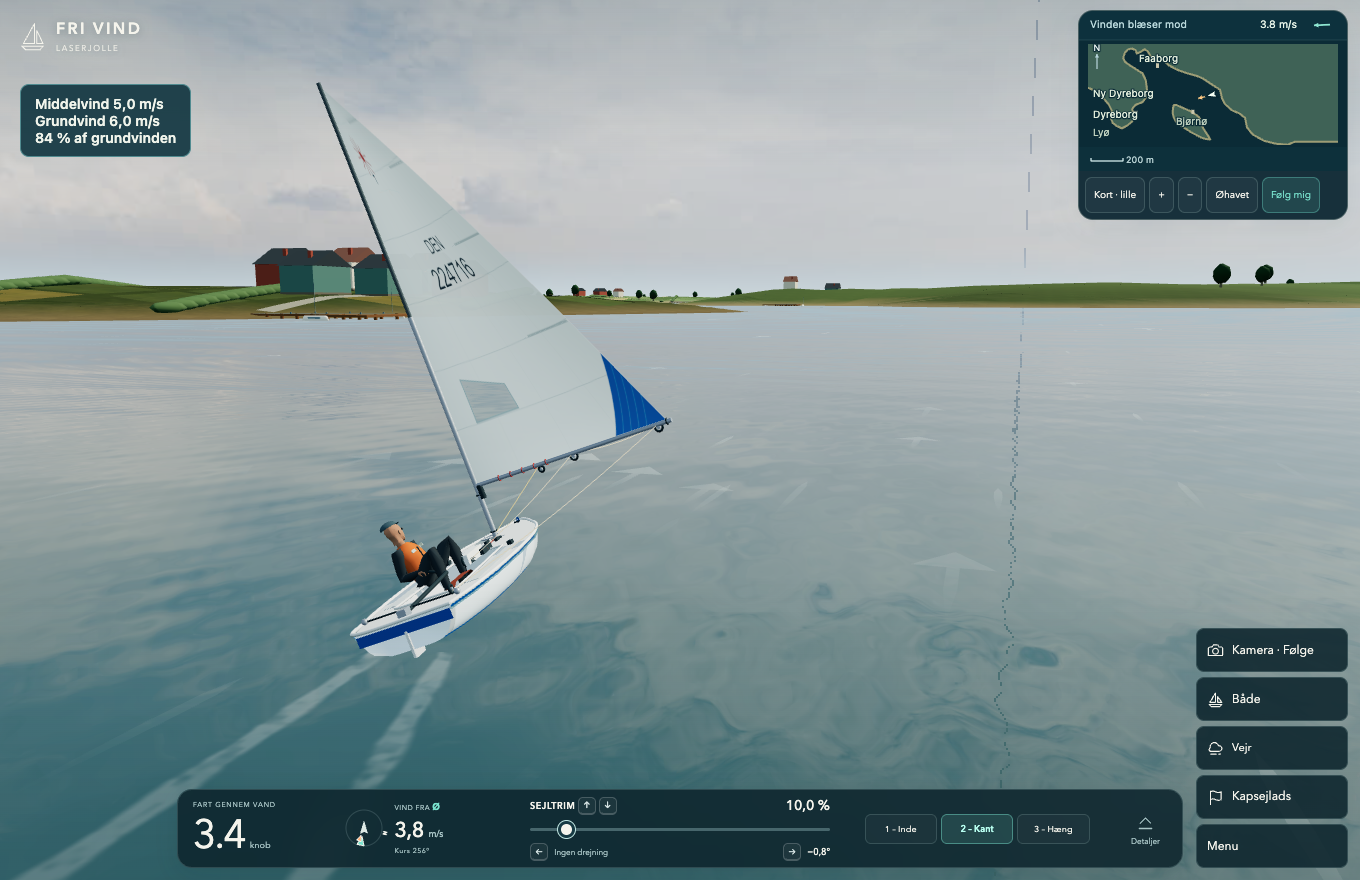 FRI VIND
LASERJOLLE
Middelvind 5,0 m/s
Grundvind 6,0 m/s
84 % af grundvinden
Vinden blæser mod 3.8 m/s
N
Faaborg
Ny Dyreborg
Dyreborg
Bjørnø
Lyø
200 m
Kort · lille + − Øhavet Følg mig
DEN
224716
Kamera · Følge
Både
Vejr
Kapsejlads
Menu
FART GENNEM VAND
3.4 knob
VIND FRA Ø
3,8 m/s
Kurs 256°
SEJLTRIM ↑ ↓ 10,0 %
← Ingen drejning → −0,8°
1 – Inde 2 – Kant 3 – Hæng
Detaljer